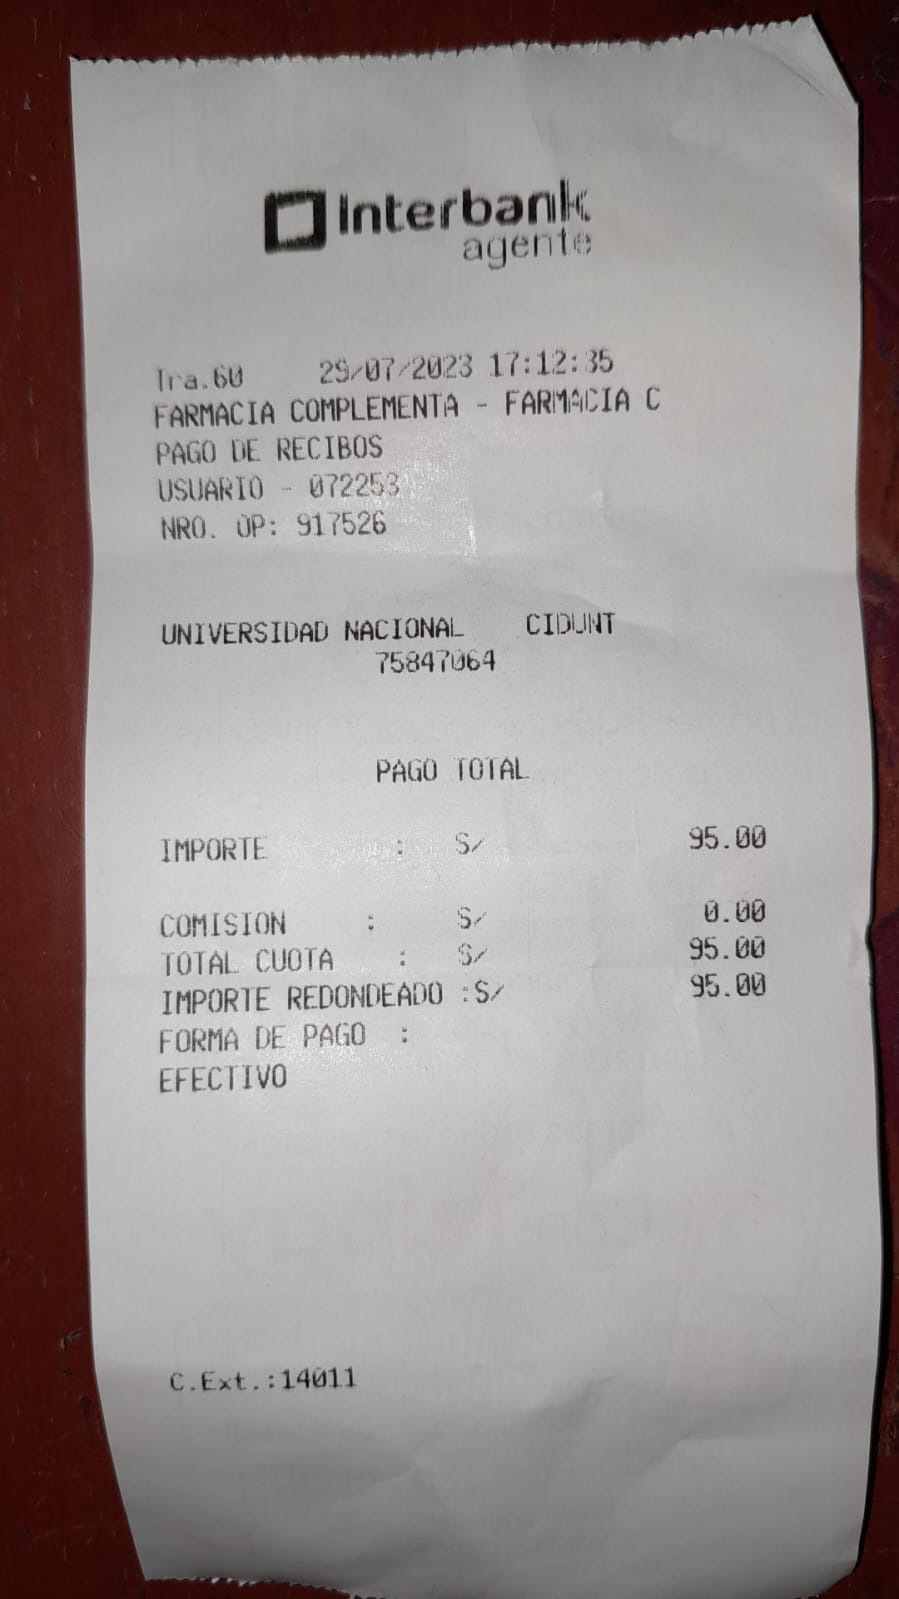 Interbank
agente
Tra.60 29/07/2023 17:12:35
FARMACIA COMPLEMENTA - FARMACIA C
PAGO DE RECIBOS
USUARIO - 072253
NRO. OP: 917526
UNIVERSIDAD NACIONAL CIDUNT
75847064
PAGO TOTAL
IMPORTE : S/ 95.00
COMISION : S/ 0.00
TOTAL CUOTA : S/ 95.00
IMPORTE REDONDEADO :S/ 95.00
FORMA DE PAGO :
EFECTIVO
C.Ext.:14011